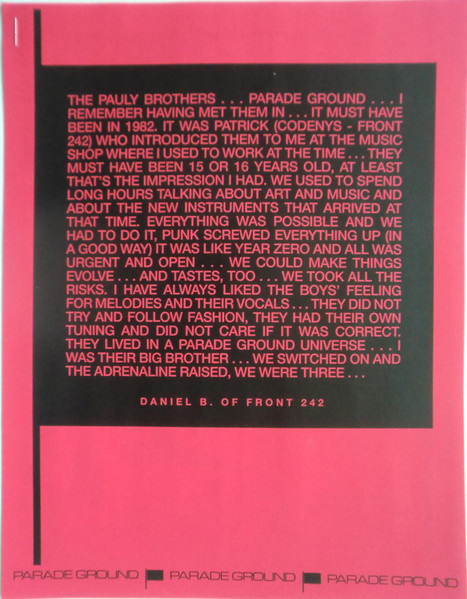 THE PAULY BROTHERS . . . PARADE GROUND . . . I
REMEMBER HAVING MET THEM IN . . . IT MUST HAVE
BEEN IN 1982. IT WAS PATRICK (CODENYS - FRONT
242) WHO INTRODUCED THEM TO ME AT THE MUSIC
SHOP WHERE I USED TO WORK AT THE TIME . . . THEY
MUST HAVE BEEN 15 OR 16 YEARS OLD, AT LEAST
THAT'S THE IMPRESSION I HAD. WE USED TO SPEND
LONG HOURS TALKING ABOUT ART AND MUSIC AND
ABOUT THE NEW INSTRUMENTS THAT ARRIVED AT
THAT TIME. EVERYTHING WAS POSSIBLE AND WE
HAD TO DO IT, PUNK SCREWED EVERYTHING UP (IN
A GOOD WAY) IT WAS LIKE YEAR ZERO AND ALL WAS
URGENT AND OPEN . . . WE COULD MAKE THINGS
EVOLVE . . . AND TASTES, TOO . . . WE TOOK ALL THE
RISKS. I HAVE ALWAYS LIKED THE BOYS' FEELING
FOR MELODIES AND THEIR VOCALS . . . THEY DID NOT
TRY AND FOLLOW FASHION, THEY HAD THEIR OWN
TUNING AND DID NOT CARE IF IT WAS CORRECT.
THEY LIVED IN A PARADE GROUND UNIVERSE . . . I
WAS THEIR BIG BROTHER . . . WE SWITCHED ON AND
THE ADRENALINE RAISED, WE WERE THREE . . .
DANIEL B. OF FRONT 242
PARADE GROUND PARADE GROUND PARADE GROUND